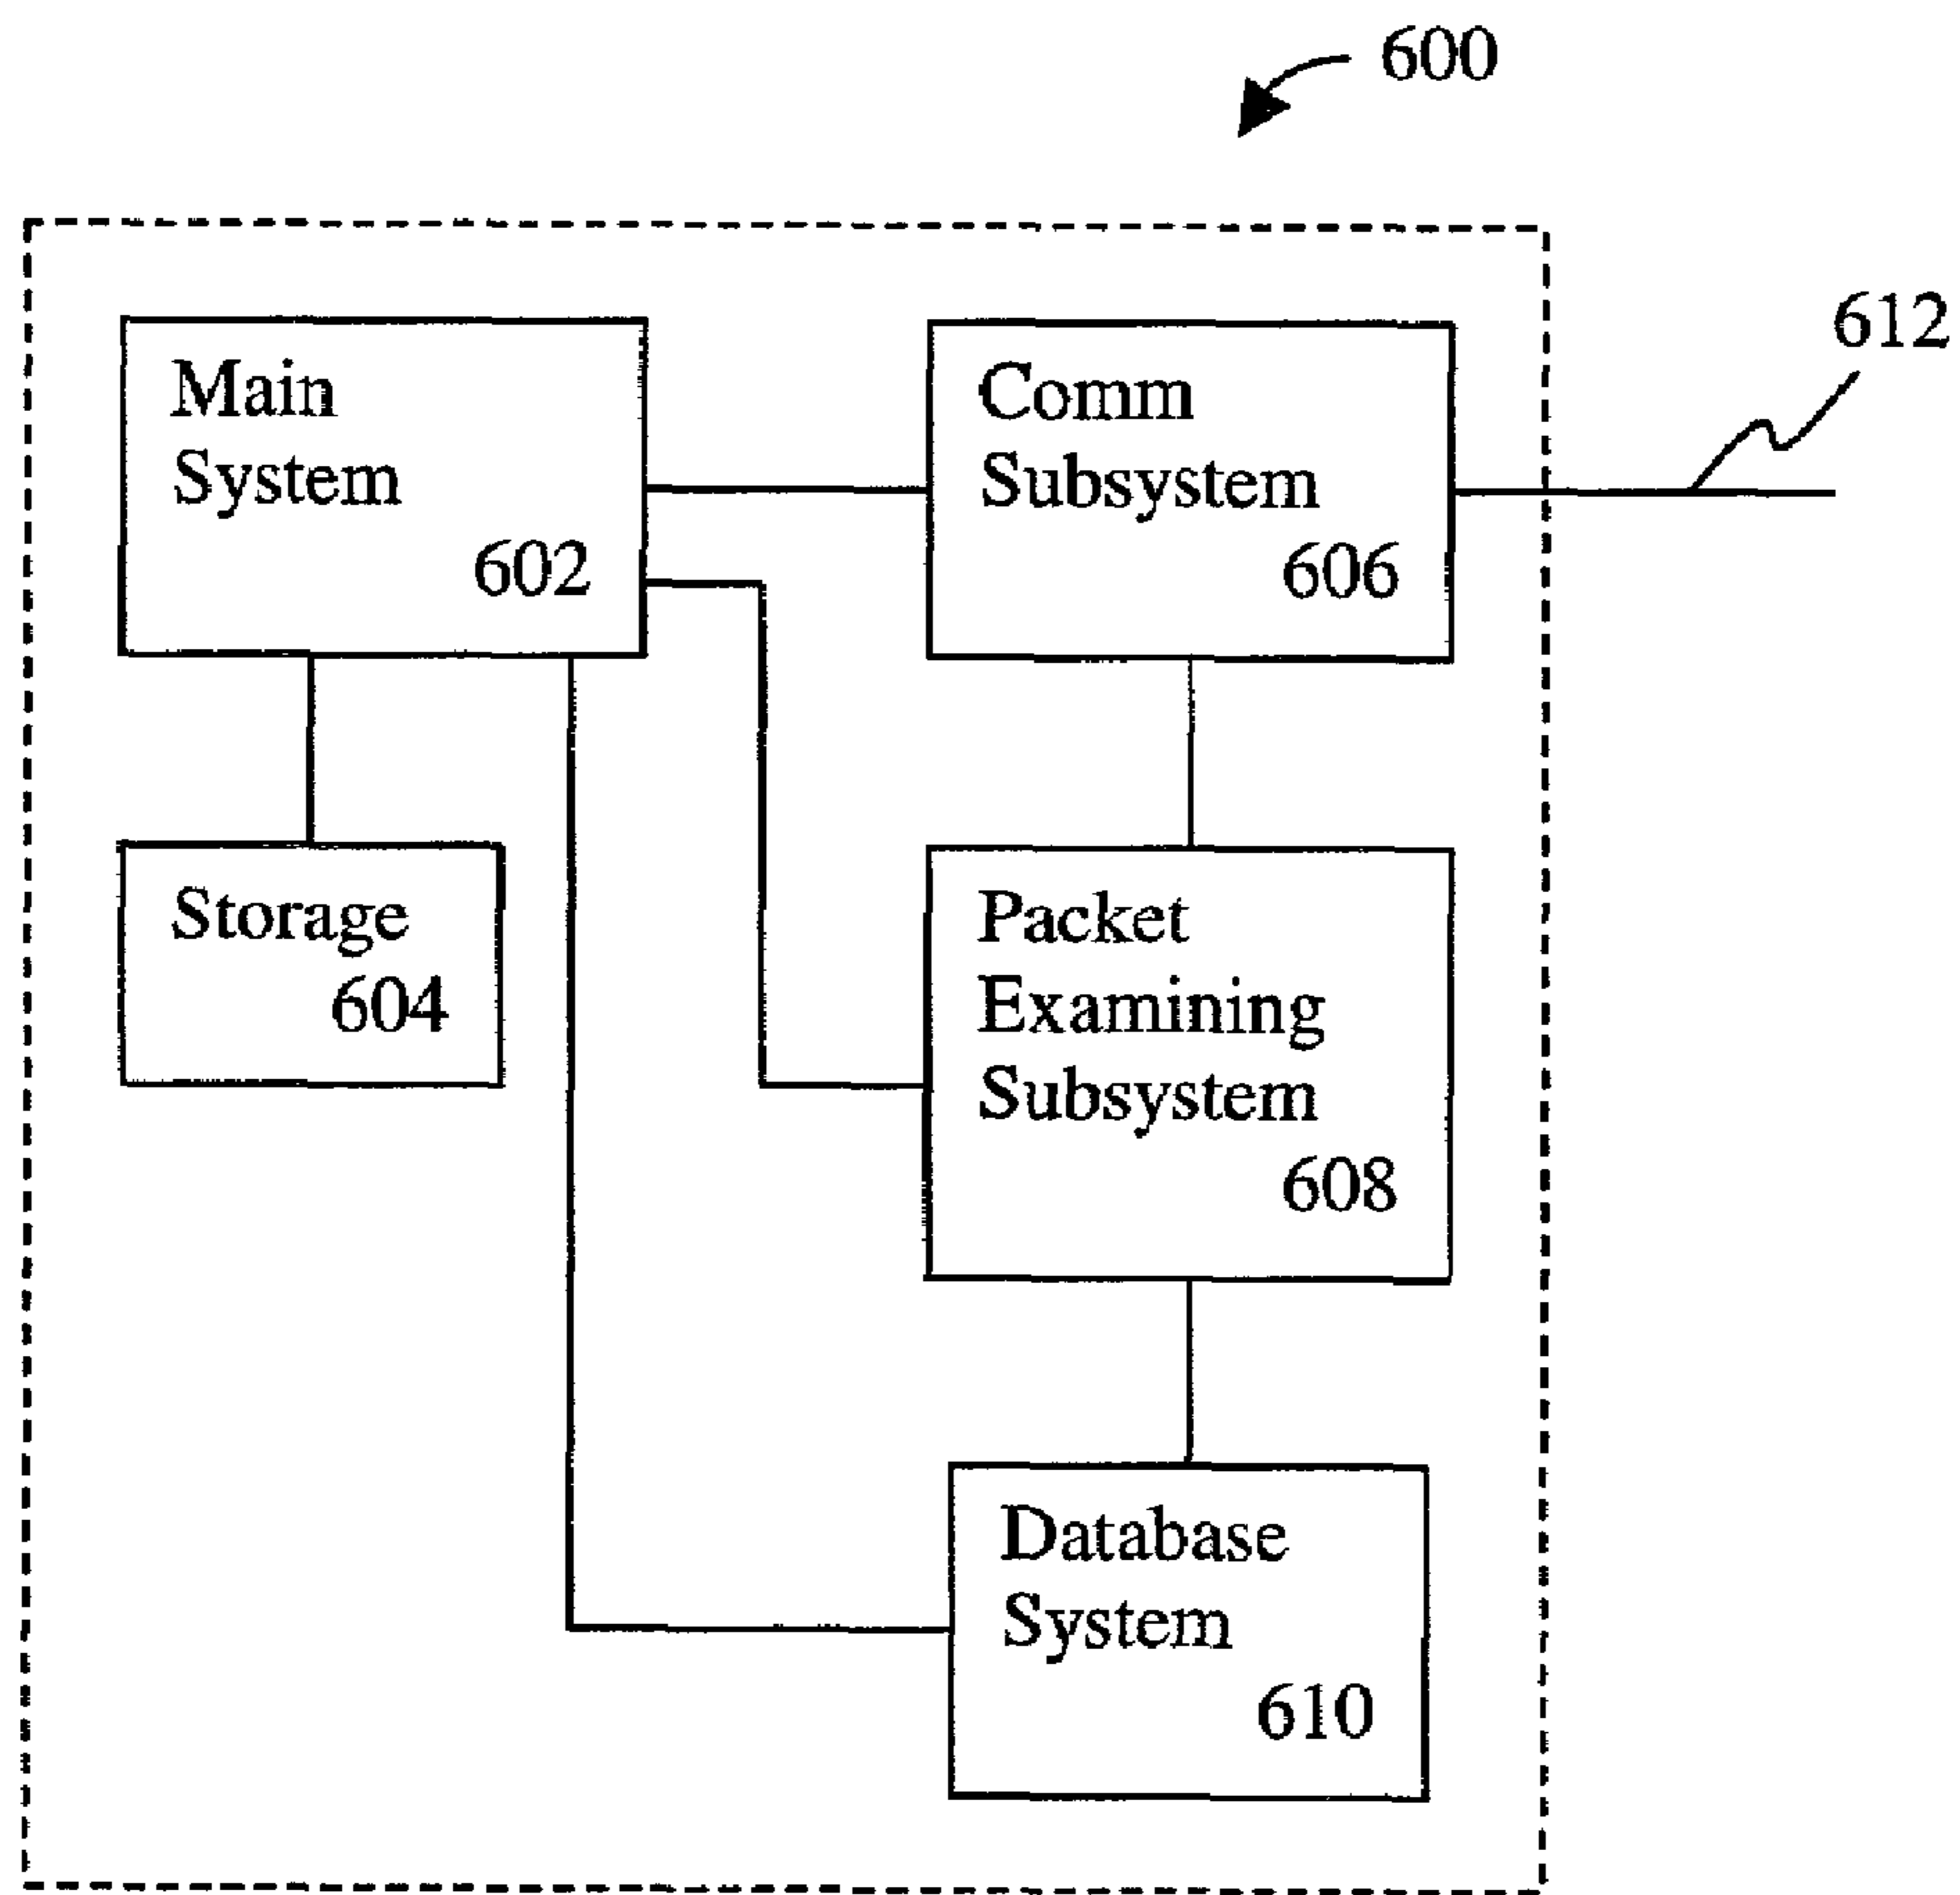 600
612
Main
System
602
Comm
Subsystem
606
Storage
604
Packet
Examining
Subsystem
608
Database
System
610